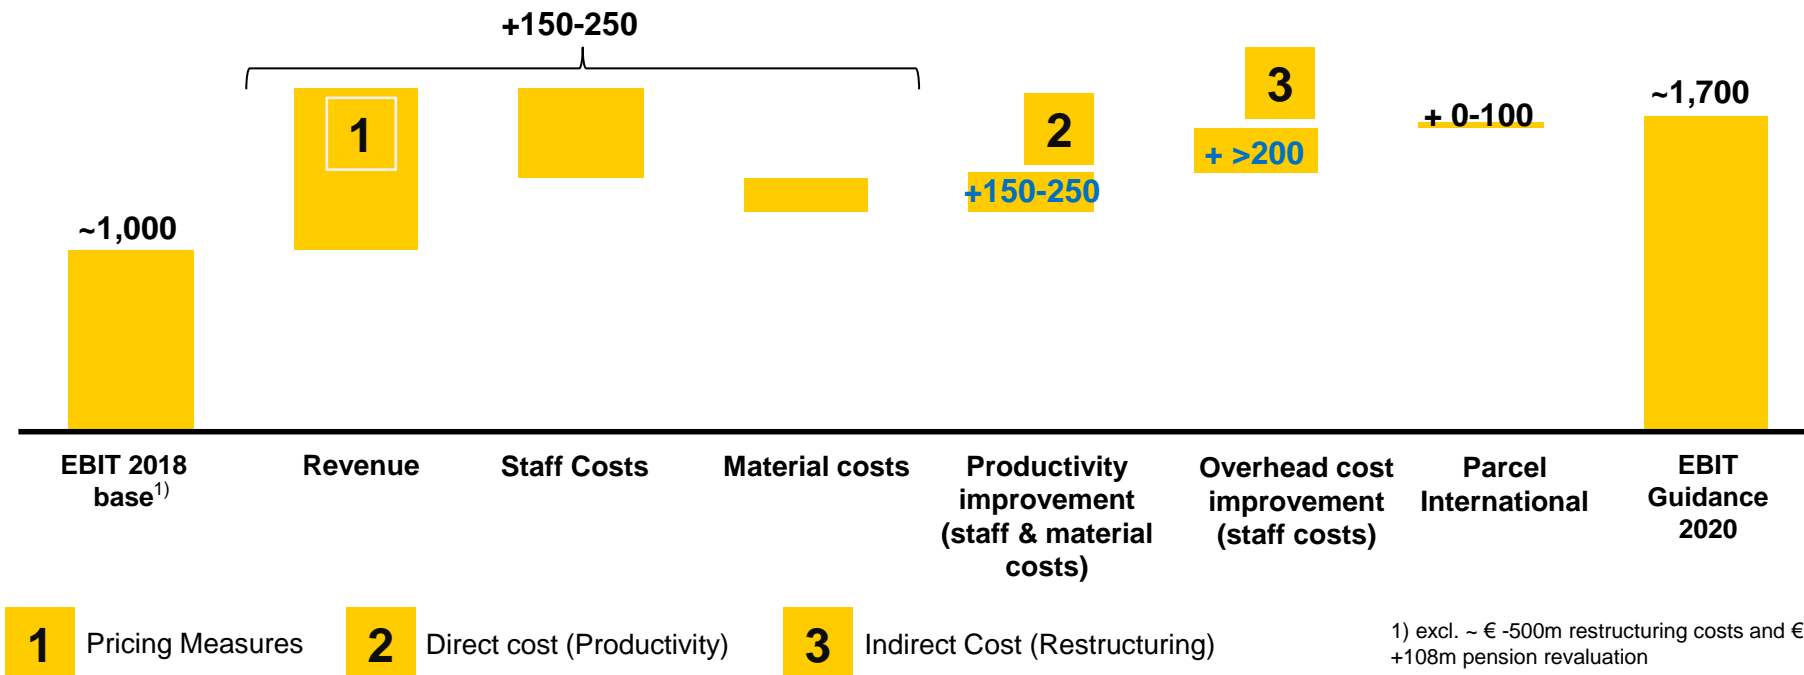 +150-250
1
2
3
~1,000
+150-250
+ >200
+ 0-100
~1,700
EBIT 2018
base1)
Revenue
Staff Costs
Material costs
Productivity
improvement
(staff & material
costs)
Overhead cost
improvement
(staff costs)
Parcel
International
EBIT
Guidance
2020
1 Pricing Measures
2 Direct cost (Productivity)
3 Indirect Cost (Restructuring)
1) excl. ~ € -500m restructuring costs and €
+108m pension revaluation